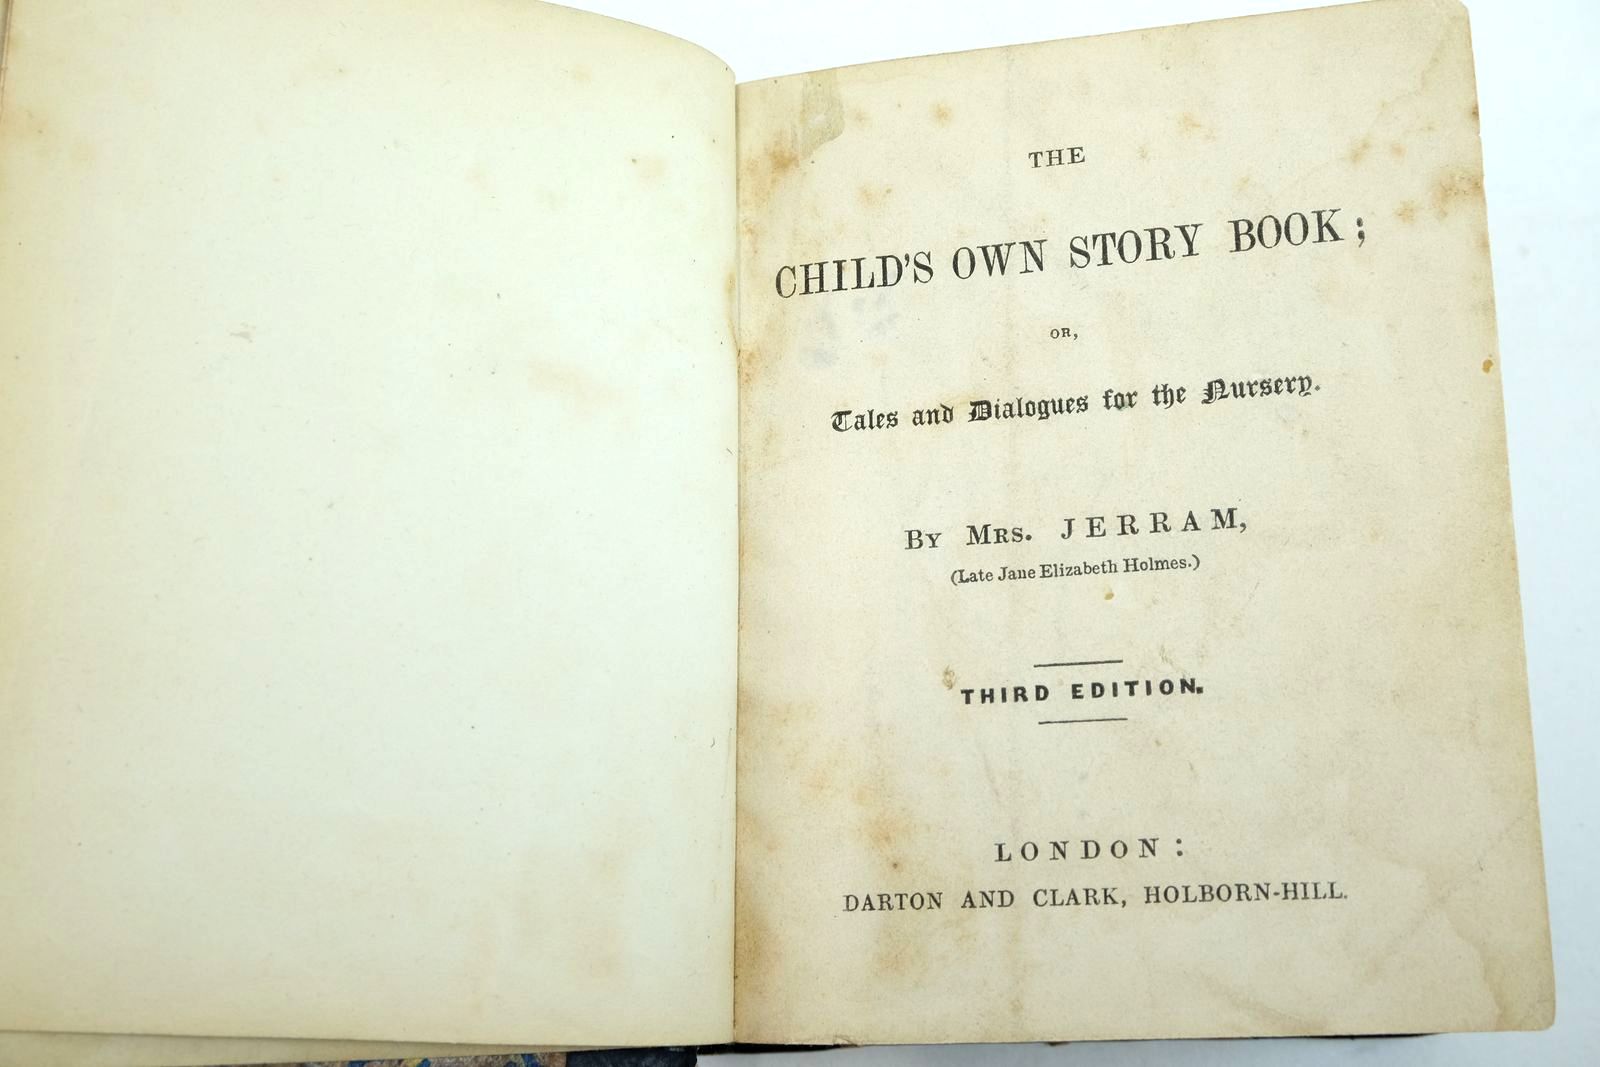 THE
CHILD'S OWN STORY BOOK;
OR,
Tales and Dialogues for the Nursery.
BY MRS. JERRAM,
(Late Jane Elizabeth Holmes.)
THIRD EDITION.
LONDON:
DARTON AND CLARK, HOLBORN-HILL.